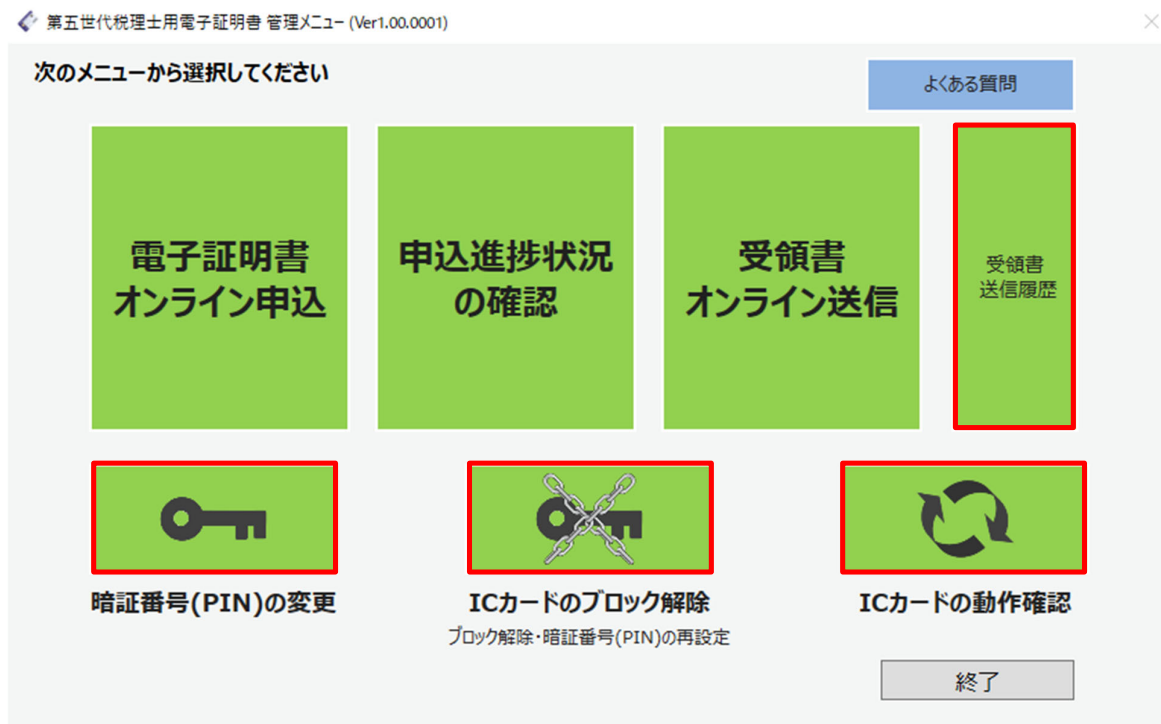 第五世代税理士用電子証明書 管理メニュー (Ver1.00.0001)
次のメニューから選択してください
よくある質問
電子証明書
オンライン申込
申込進捗状況
の確認
受領書
オンライン送信
受領書
送信履歴
暗証番号(PIN)の変更
ICカードのブロック解除
ブロック解除・暗証番号(PIN)の再設定
ICカードの動作確認
終了